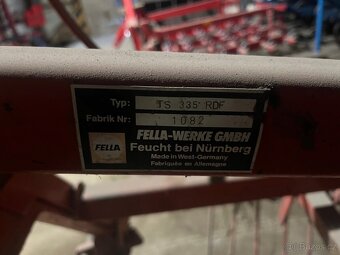 Typ: TS 335 RDF
Fabrik Nr: 1082
FELLA
FELLA-WERKE GMBH
Feucht bei Nürnberg
Made in West-Germany
Fabriquée en Allemagne